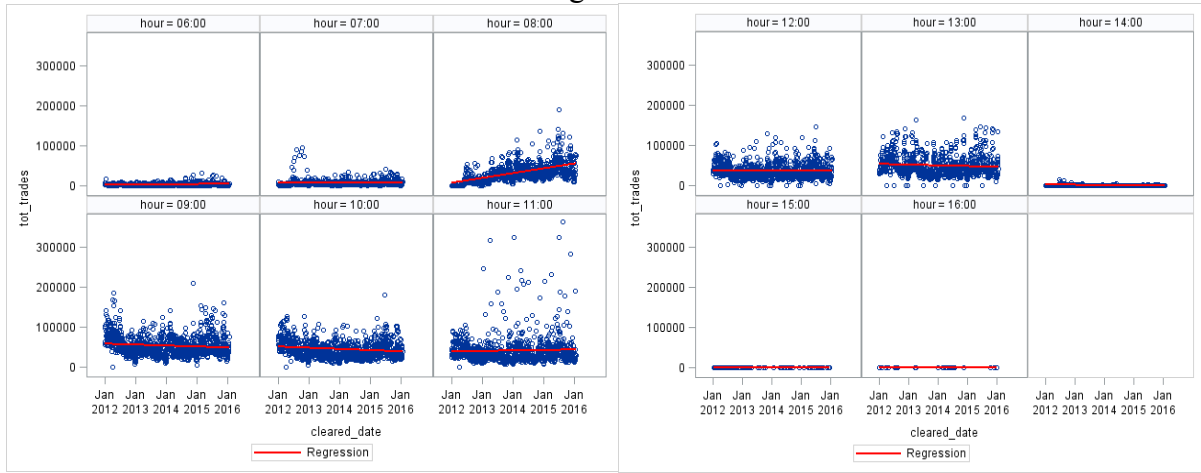 hour = 06:00 hour = 07:00 hour = 08:00
300000
200000
100000
0
hour = 09:00 hour = 10:00 hour = 11:00
300000
200000
100000
0
tot_trades
Jan Jan Jan Jan Jan Jan Jan Jan Jan Jan Jan Jan Jan Jan Jan
2012 2013 2014 2015 2016 2012 2013 2014 2015 2016 2012 2013 2014 2015 2016
cleared_date
Regression
hour = 12:00 hour = 13:00 hour = 14:00
300000
200000
100000
0
hour = 15:00 hour = 16:00
300000
200000
100000
0
tot_trades
Jan Jan Jan Jan Jan Jan Jan Jan Jan Jan Jan Jan Jan Jan Jan
2012 2013 2014 2015 2016 2012 2013 2014 2015 2016 2012 2013 2014 2015 2016
cleared_date
Regression